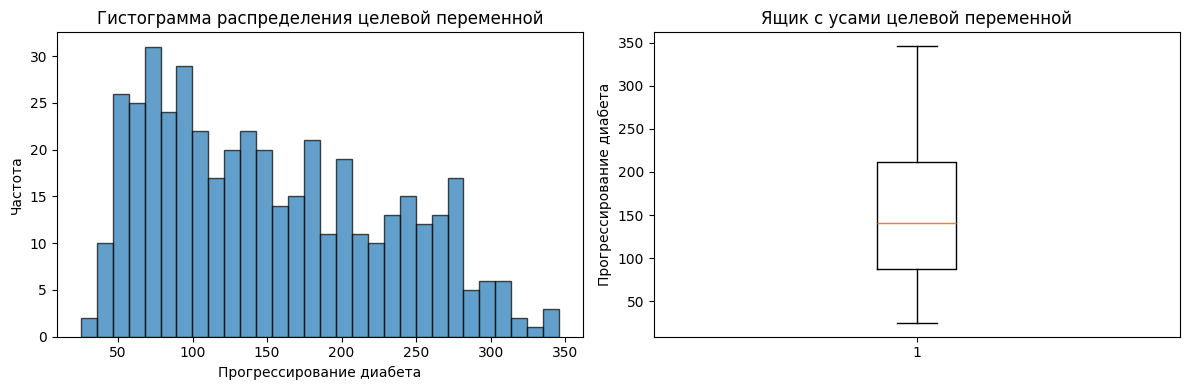 Гистограмма распределения целевой переменной
Частота
30
25
20
15
10
5
0
50 100 150 200 250 300 350
Прогрессирование диабета
Ящик с усами целевой переменной
Прогрессирование диабета
350
300
250
200
150
100
50
1